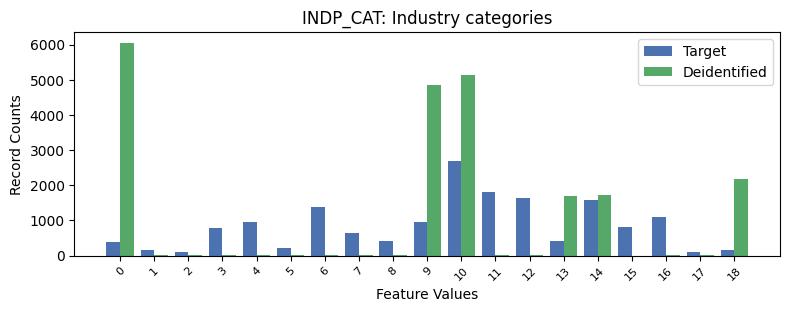 INDP_CAT: Industry categories
Target
Deidentified
Record Counts
6000
5000
4000
3000
2000
1000
0
0 1 2 3 4 5 6 7 8 9 10 11 12 13 14 15 16 17 18
Feature Values